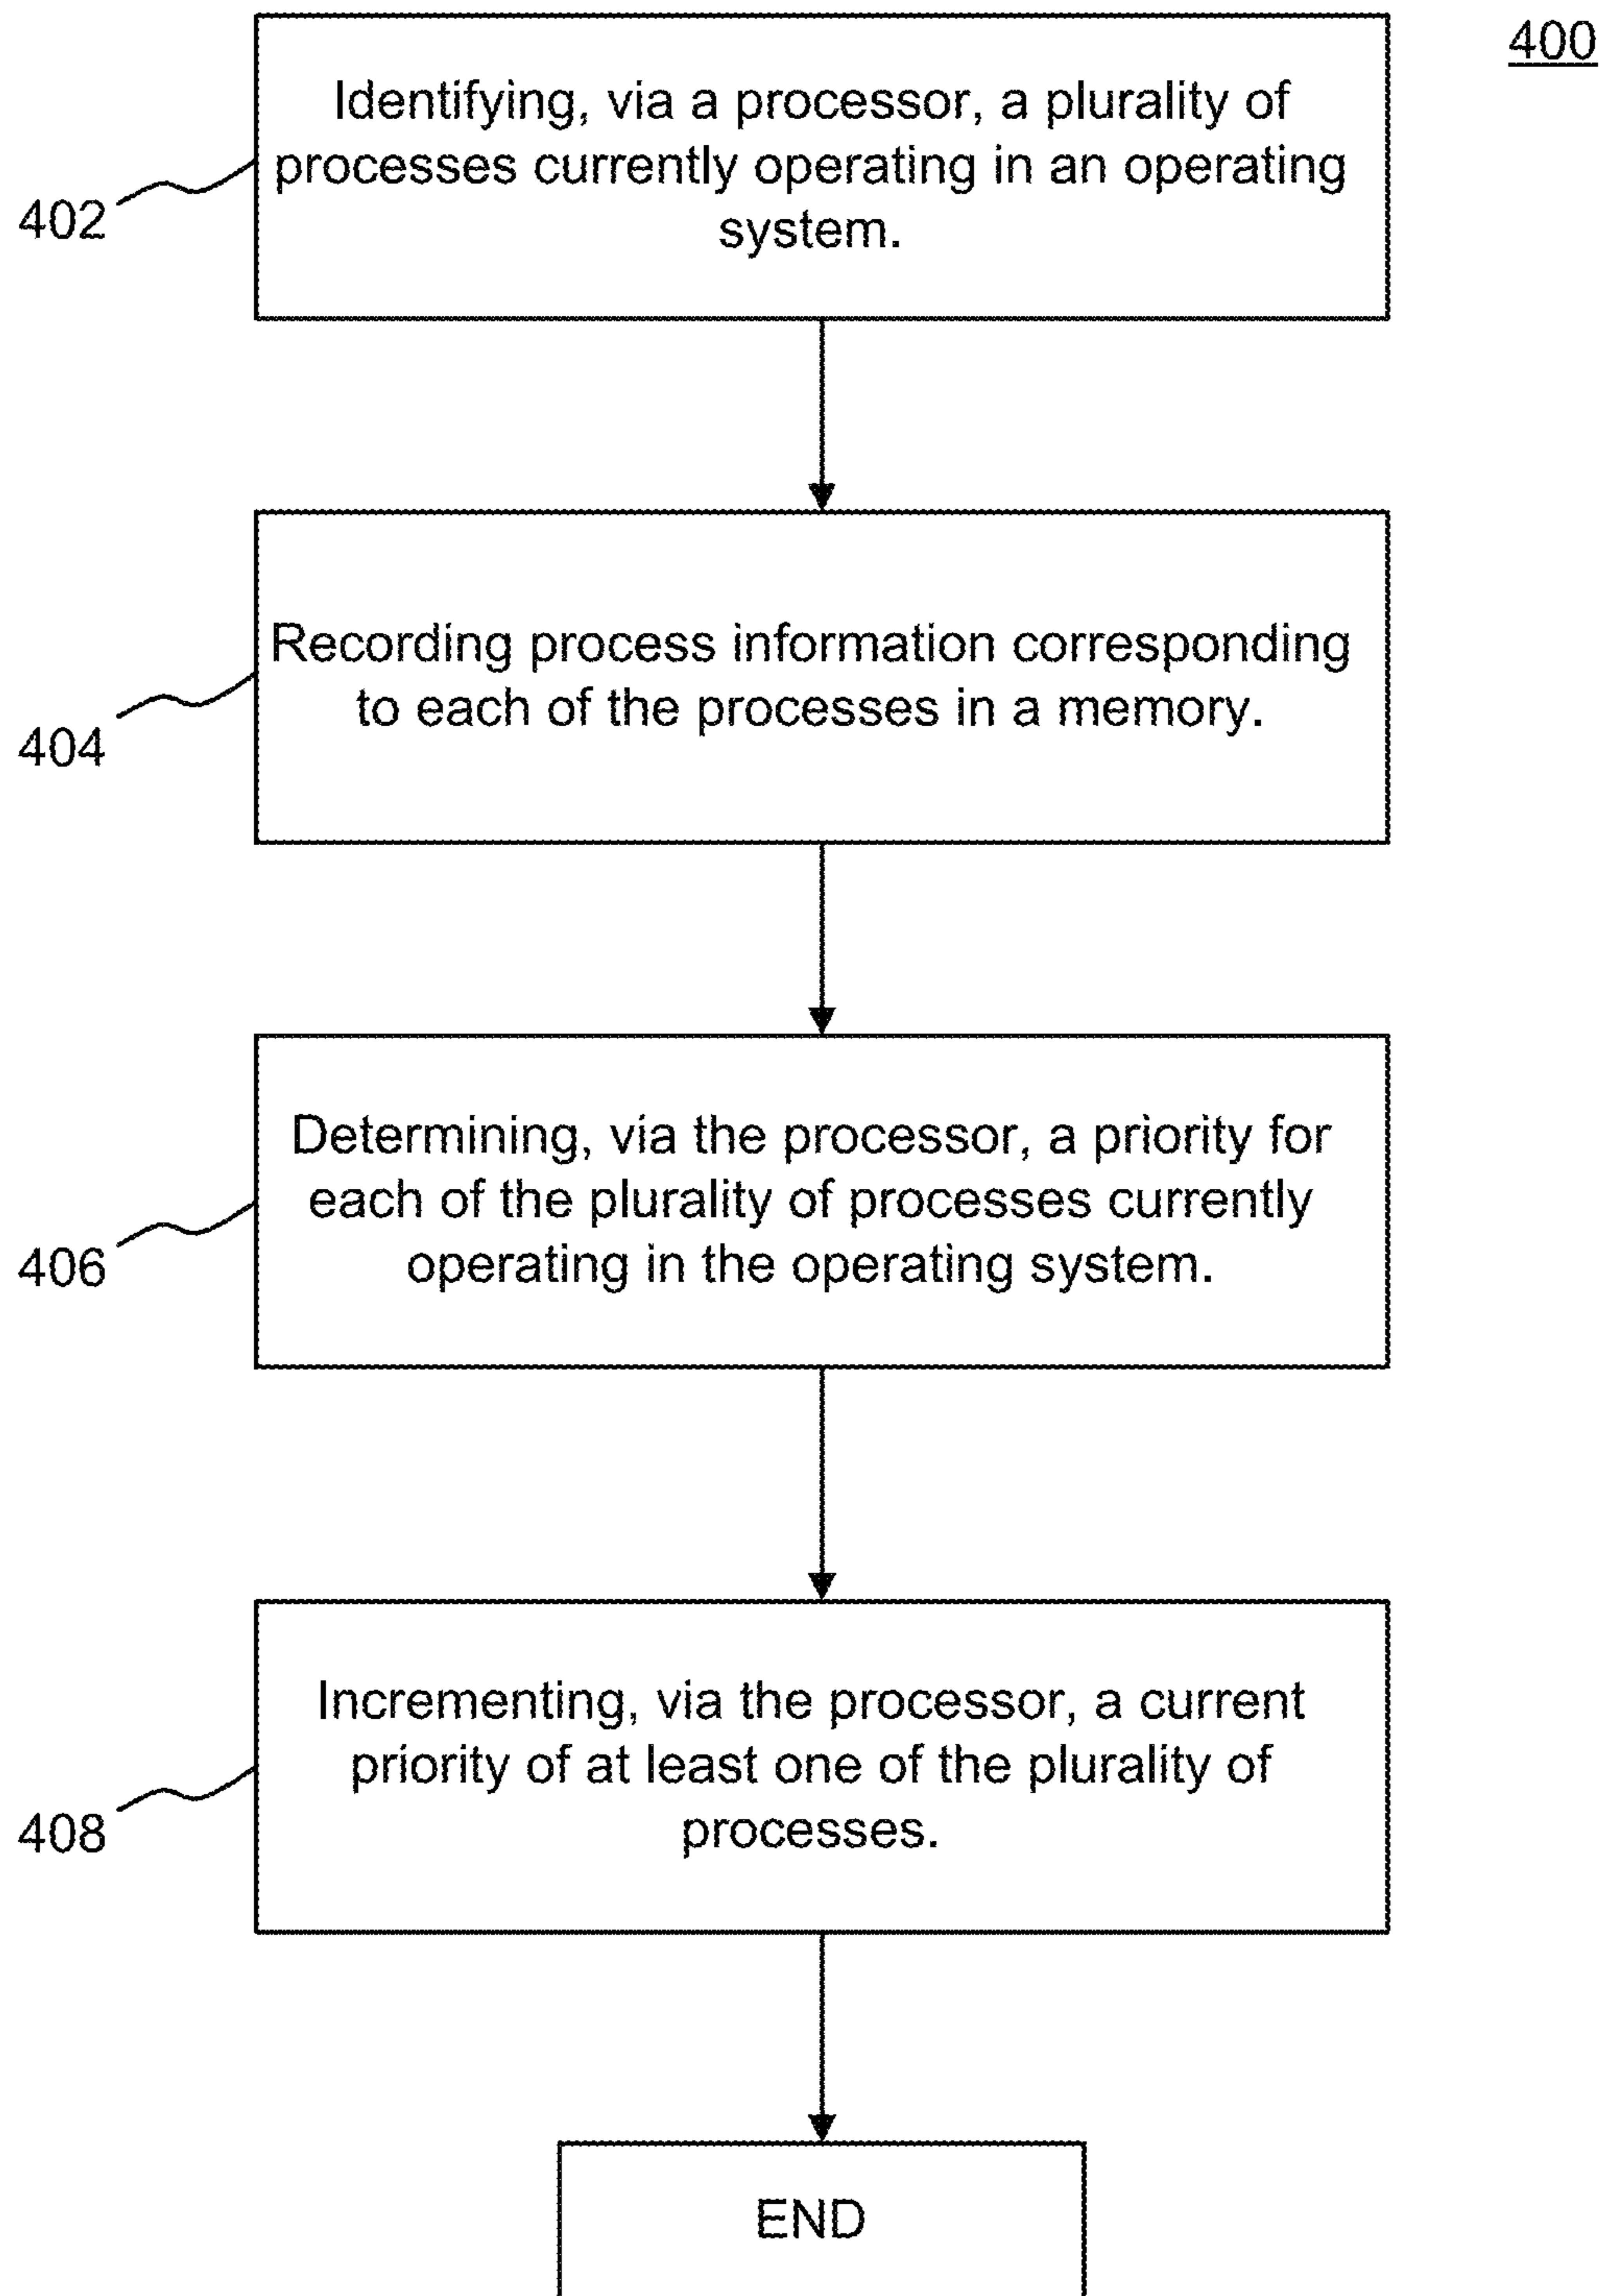 400
Identifying, via a processor, a plurality of
processes currently operating in an operating
system.
402
Recording process information corresponding
to each of the processes in a memory.
404
Determining, via the processor, a priority for
each of the plurality of processes currently
operating in the operating system.
406
Incrementing, via the processor, a current
priority of at least one of the plurality of
processes.
408
END